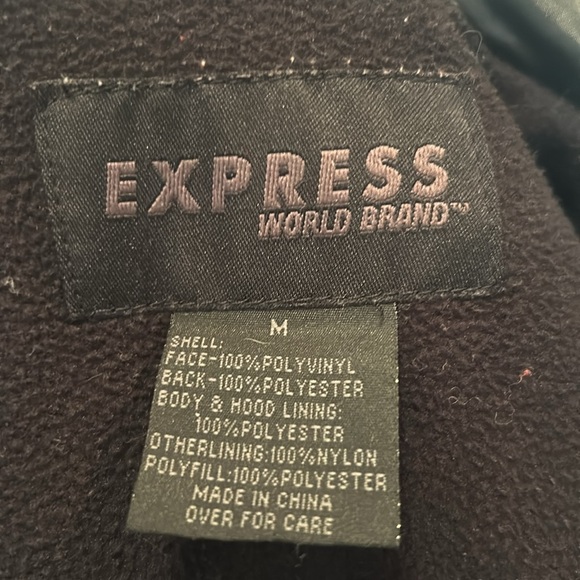 EXPRESS
WORLD BRAND™
M
SHELL:
FACE-100%POLYVINYL
BACK-100%POLYESTER
BODY & HOOD LINING:
100%POLYESTER
OTHERLINING:100%NYLON
POLYFILL:100%POLYESTER
MADE IN CHINA
OVER FOR CARE